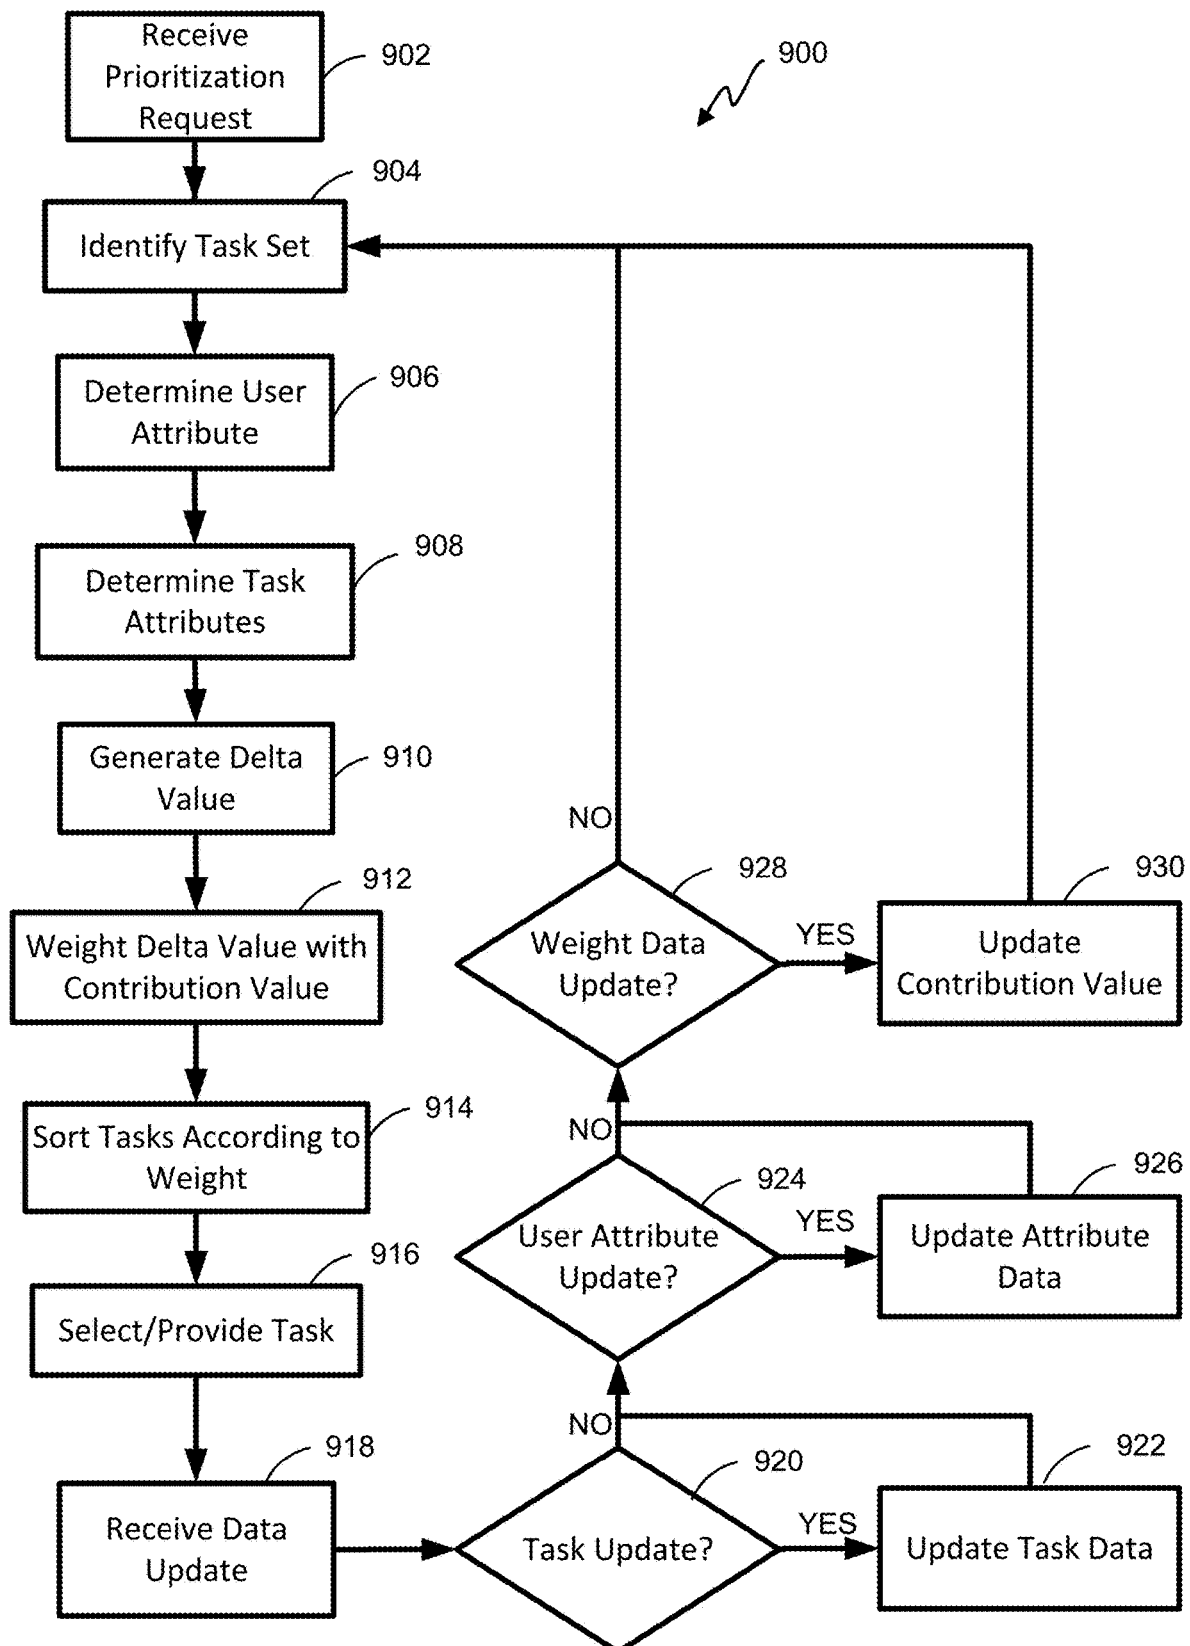 Receive
Prioritization
Request
902
900
904
Identify Task Set
Determine User
Attribute
906
Determine Task
Attributes
908
Generate Delta
Value
910
912
Weight Delta Value with
Contribution Value
Sort Tasks According to
Weight
914
916
Select/Provide Task
918
Receive Data
Update
920
Task Update?
YES
922
Update Task Data
NO
924
User Attribute
Update?
YES
926
Update Attribute
Data
NO
928
Weight Data
Update?
YES
930
Update
Contribution Value
NO